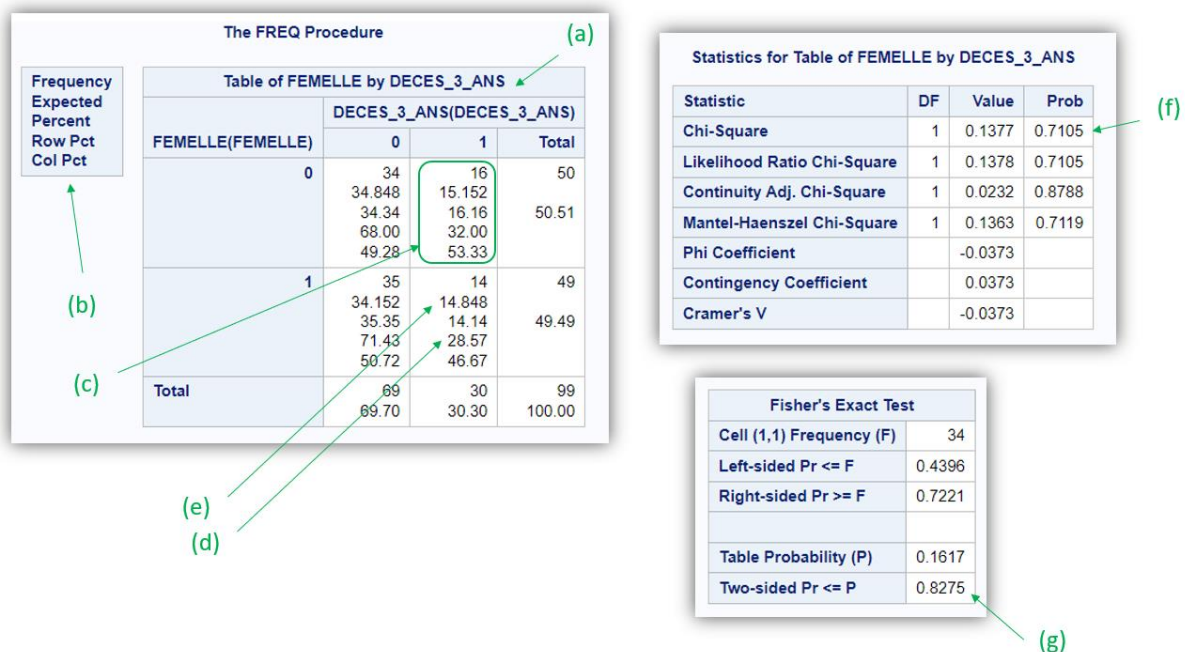 The FREQ Procedure
(a)
Frequency
Expected
Percent
Row Pct
Col Pct
(b)
Table of FEMELLE by DECES_3_ANS
DECES_3_ANS(DECES_3_ANS)
FEMELLE(FEMELLE) 0 1 Total
0 34 16 50
34.848 15.152
34.34 16.16 50.51
68.00 32.00
49.28 53.33
1 35 14 49
34.152 14.848
35.35 14.14 49.49
71.43 28.57
50.72 46.67
Total 69 30 99
69.70 30.30 100.00
(c)
(e)
(d)
Statistics for Table of FEMELLE by DECES_3_ANS
Statistic DF Value Prob
Chi-Square 1 0.1377 0.7105
Likelihood Ratio Chi-Square 1 0.1378 0.7105
Continuity Adj. Chi-Square 1 0.0232 0.8788
Mantel-Haenszel Chi-Square 1 0.1363 0.7119
Phi Coefficient -0.0373
Contingency Coefficient 0.0373
Cramer's V -0.0373
(f)
Fisher's Exact Test
Cell (1,1) Frequency (F) 34
Left-sided Pr <= F 0.4396
Right-sided Pr >= F 0.7221
Table Probability (P) 0.1617
Two-sided Pr <= P 0.8275
(g)